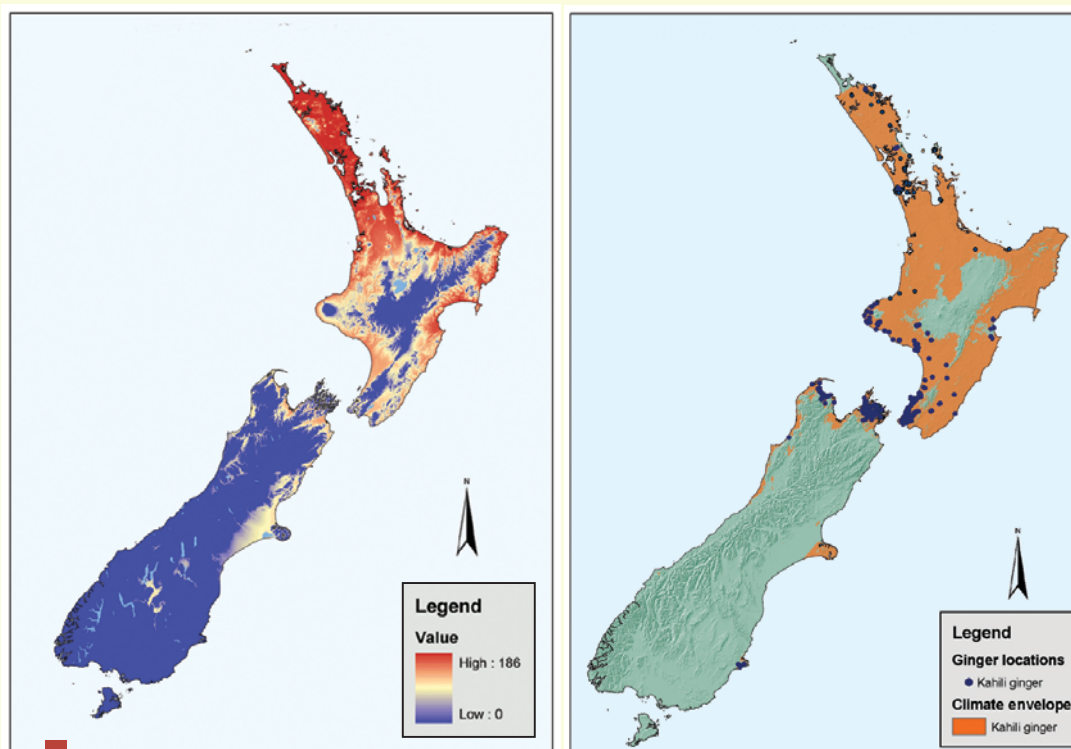 N
Legend
Value
High : 186
Low : 0
N
Legend
Ginger locations
Kahili ginger
Climate envelope
Kahili ginger